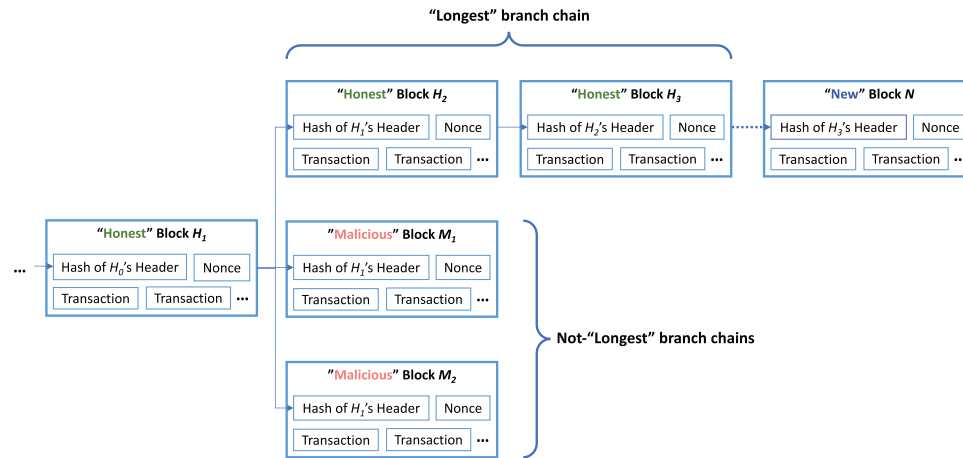 “Longest” branch chain
“Honest” Block H2
Hash of H1’s Header Nonce
Transaction Transaction ...
“Honest” Block H3
Hash of H2’s Header Nonce
Transaction Transaction ...
“New” Block N
Hash of H3’s Header Nonce
Transaction Transaction ...
“Honest” Block H1
... Hash of H0’s Header Nonce
Transaction Transaction ...
”Malicious” Block M1
Hash of H1’s Header Nonce
Transaction Transaction ...
Not-“Longest” branch chains
”Malicious” Block M2
Hash of H1’s Header Nonce
Transaction Transaction ...